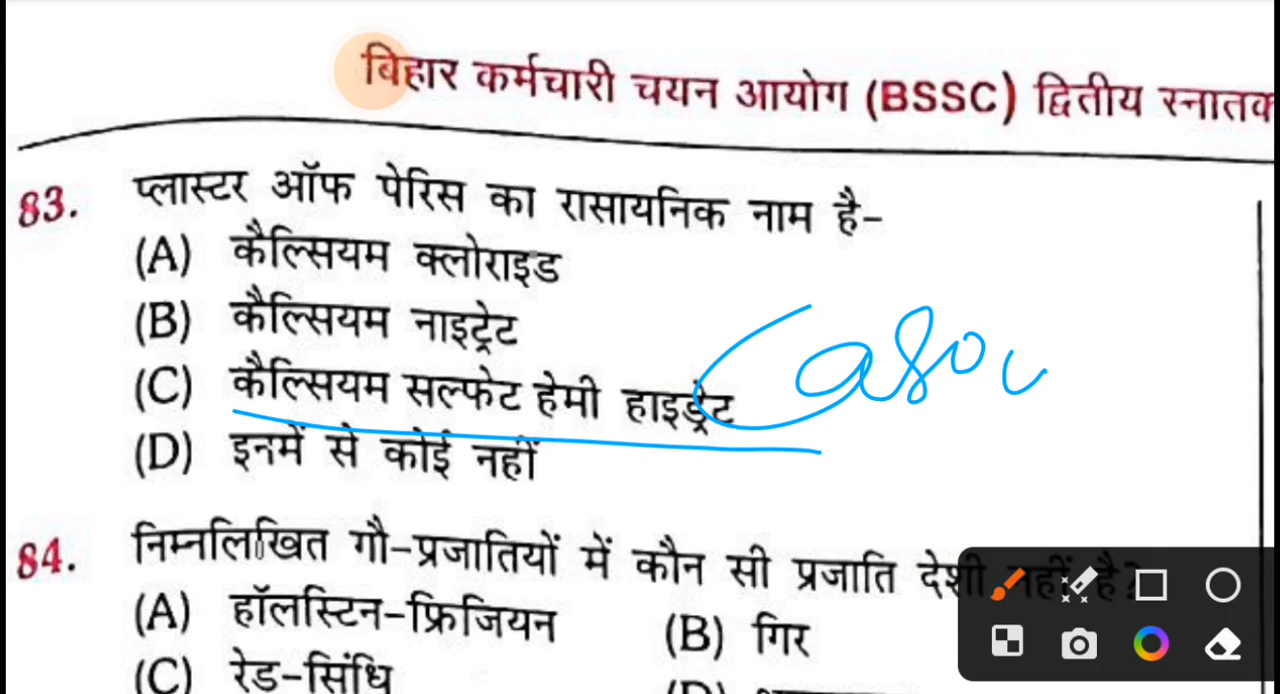 बिहार कर्मचारी चयन आयोग (BSSC) द्वितीय स्नातक
83. प्लास्टर ऑफ पेरिस का रासायनिक नाम है-
(A) कैल्सियम क्लोराइड
(B) कैल्सियम नाइट्रेट
(C) कैल्सियम सल्फेट हेमी हाइड्रेट
(D) इनमें से कोई नहीं
84. निम्नलिखित गौ-प्रजातियों में कौन सी प्रजाति देशी नहीं है?
(A) हॉलस्टिन-फ्रिजियन (B) गिर
(C) रेड-सिंधि